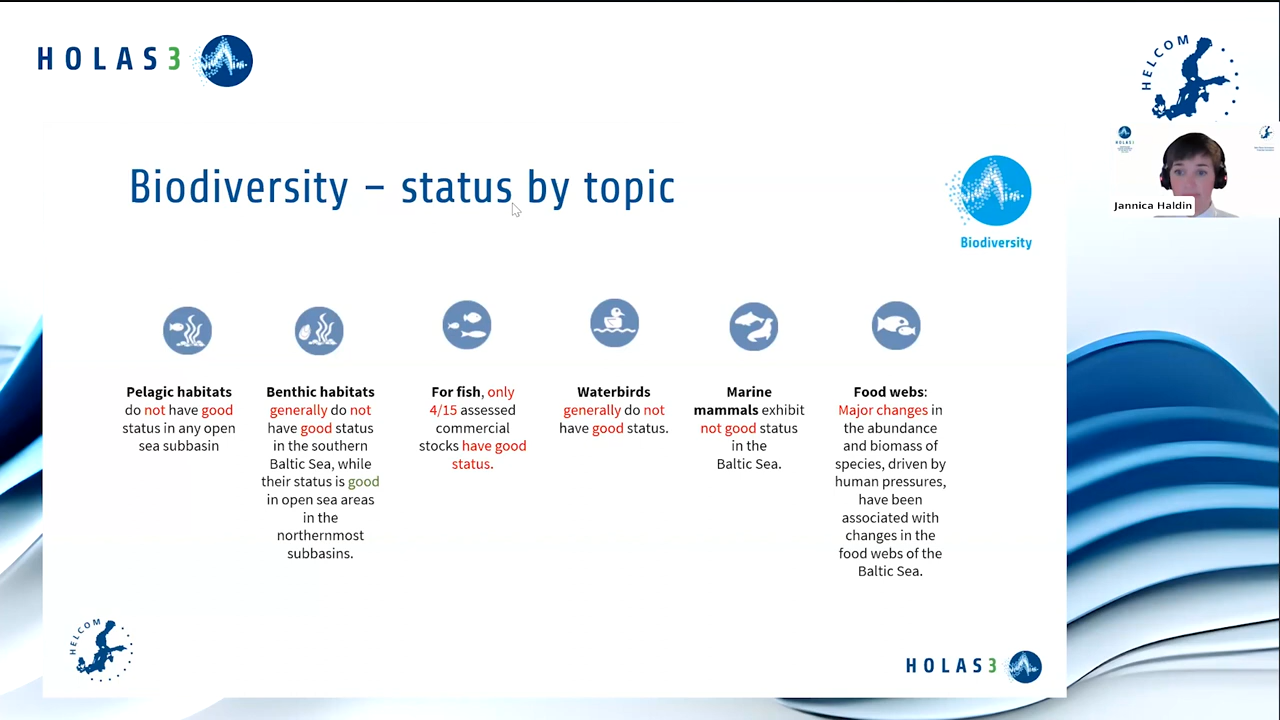 HOLAS3
HELCOM
Biodiversity – status by topic
Biodiversity
Jannica Haldin
Pelagic habitats
do not have good
status in any open
sea subbasin
Benthic habitats
generally do not
have good status
in the southern
Baltic Sea, while
their status is good
in open sea areas
in the
northernmost
subbasins.
For fish, only
4/15 assessed
commercial
stocks have good
status.
Waterbirds
generally do not
have good status.
Marine
mammals exhibit
not good status
in the
Baltic Sea.
Food webs:
Major changes in
the abundance
and biomass of
species, driven by
human pressures,
have been
associated with
changes in the
food webs of the
Baltic Sea.
HELCOM
HOLAS3